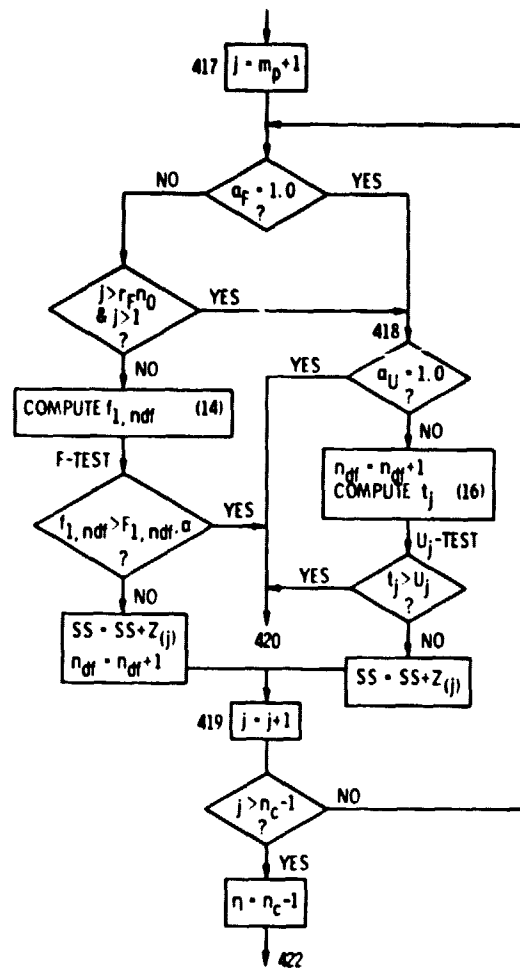 417
j = m_p+1
NO
α_F = 1.0
?
YES
j>r_Fn_0
& j>1
?
YES
418
NO
YES
α_U = 1.0
?
COMPUTE f_1, ndf (14)
NO
F-TEST
n_df = n_df+1
COMPUTE t_j (16)
f_1, ndf>F_1, ndf, α
?
YES
U_j-TEST
YES
t_j>U_j
?
NO
420
NO
SS = SS+Z_(j)
n_df = n_df+1
SS = SS+Z_(j)
419
j = j+1
j>n_c-1
?
NO
YES
η = n_c-1
422